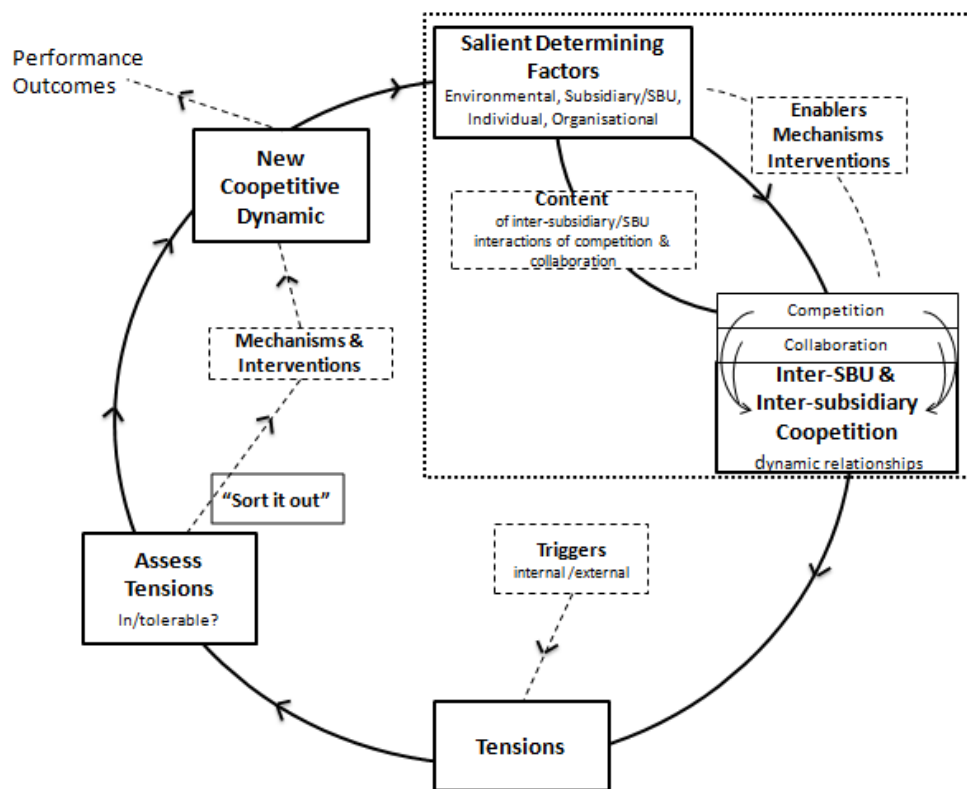 Performance
Outcomes
Salient Determining
Factors
Environmental, Subsidiary/SBU,
Individual, Organisational
Enablers
Mechanisms
Interventions
New
Coopetitive
Dynamic
Content
of inter-subsidiary/SBU
interactions of competition &
collaboration
Competition
Collaboration
Inter-SBU &
Inter-subsidiary
Coopetition
dynamic relationships
Mechanisms &
Interventions
“Sort it out”
Assess
Tensions
In/tolerable?
Triggers
internal/external
Tensions